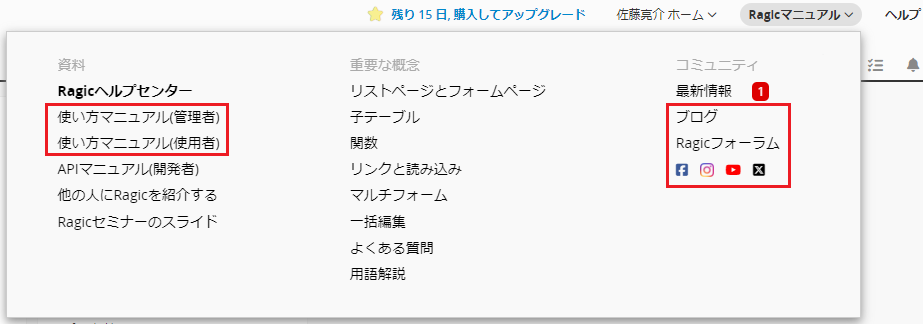 残り 15 日, 購入してアップグレード
佐藤亮介 ホーム
Ragicマニュアル
ヘルプ
資料
Ragicヘルプセンター
使い方マニュアル(管理者)
使い方マニュアル(使用者)
APIマニュアル(開発者)
他の人にRagicを紹介する
Ragicセミナーのスライド
重要な概念
リストページとフォームページ
子テーブル
関数
リンクと読み込み
マルチフォーム
一括編集
よくある質問
用語解説
コミュニティ
最新情報 1
ブログ
Ragicフォーラム